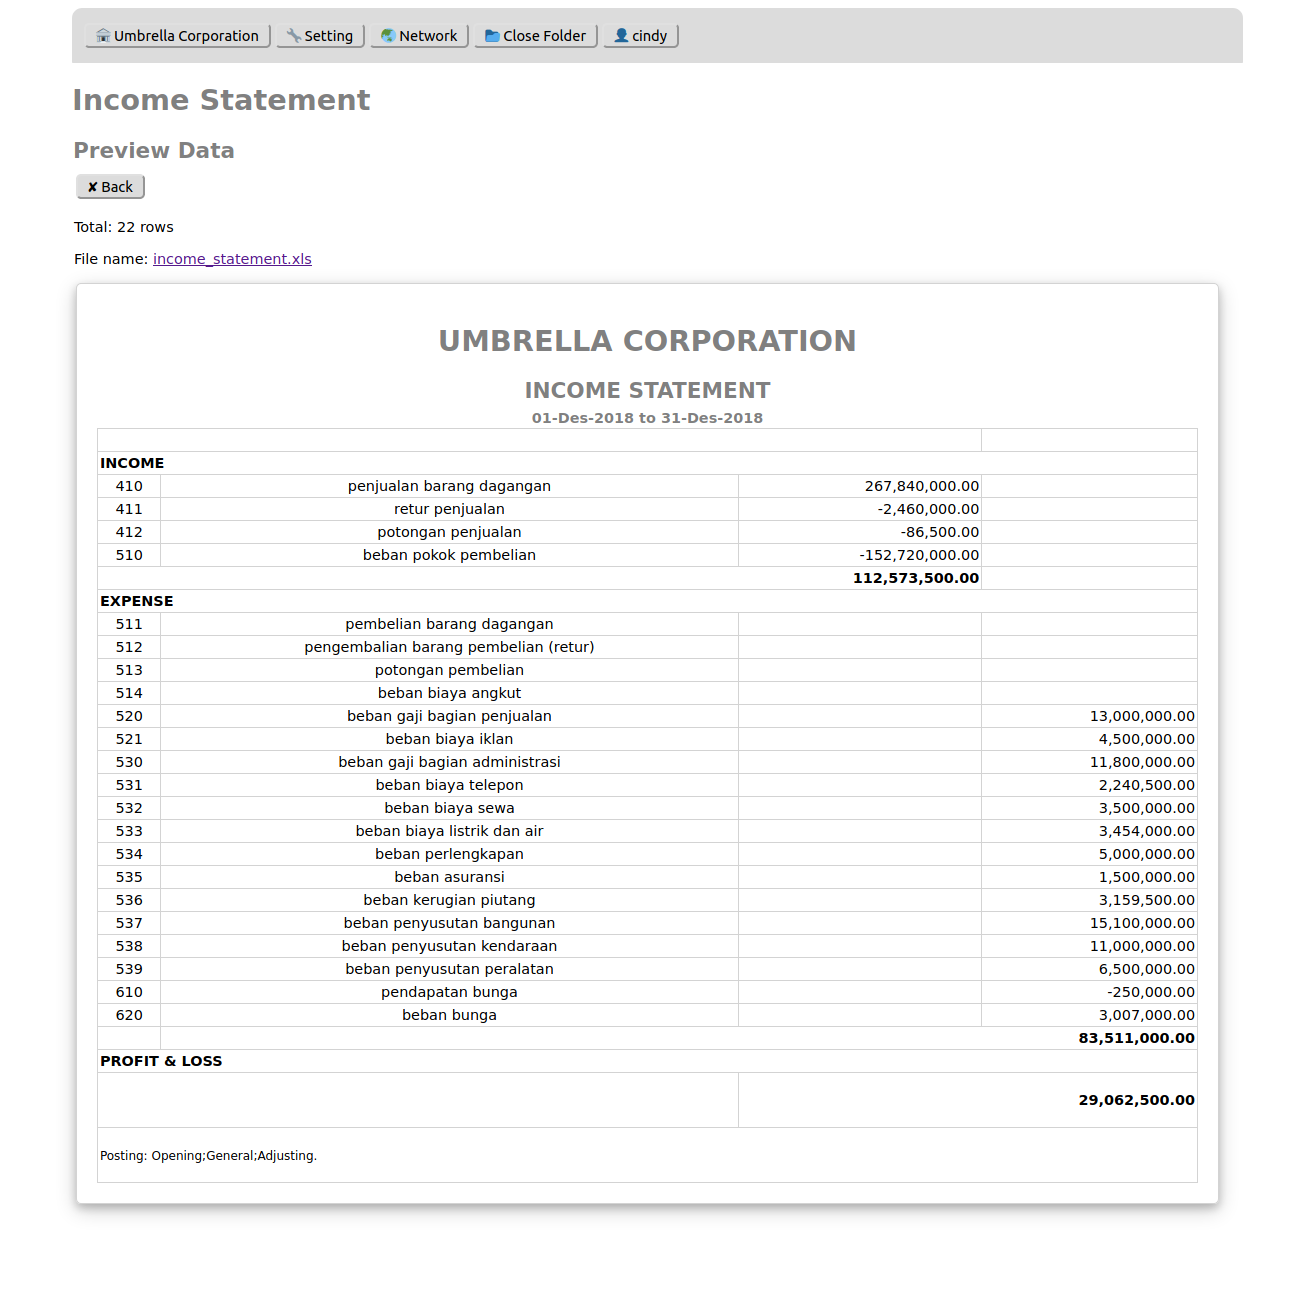 Umbrella Corporation Setting Network Close Folder cindy
Income Statement
Preview Data
✘ Back
Total: 22 rows
File name: income_statement.xls
UMBRELLA CORPORATION
INCOME STATEMENT
01-Des-2018 to 31-Des-2018
INCOME
410 penjualan barang dagangan 267,840,000.00
411 retur penjualan -2,460,000.00
412 potongan penjualan -86,500.00
510 beban pokok pembelian -152,720,000.00
112,573,500.00
EXPENSE
511 pembelian barang dagangan
512 pengembalian barang pembelian (retur)
513 potongan pembelian
514 beban biaya angkut
520 beban gaji bagian penjualan 13,000,000.00
521 beban biaya iklan 4,500,000.00
530 beban gaji bagian administrasi 11,800,000.00
531 beban biaya telepon 2,240,500.00
532 beban biaya sewa 3,500,000.00
533 beban biaya listrik dan air 3,454,000.00
534 beban perlengkapan 5,000,000.00
535 beban asuransi 1,500,000.00
536 beban kerugian piutang 3,159,500.00
537 beban penyusutan bangunan 15,100,000.00
538 beban penyusutan kendaraan 11,000,000.00
539 beban penyusutan peralatan 6,500,000.00
610 pendapatan bunga -250,000.00
620 beban bunga 3,007,000.00
83,511,000.00
PROFIT & LOSS
29,062,500.00
Posting: Opening;General;Adjusting.